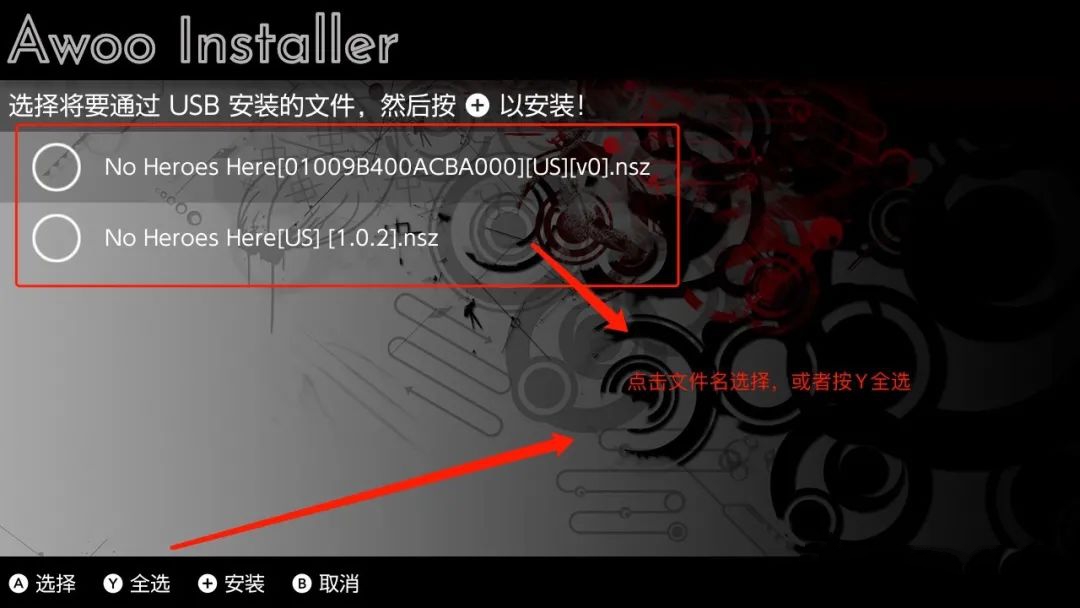 Awoo Installer
选择将要通过 USB 安装的文件，然后按 + 以安装！
No Heroes Here[01009B400ACBA000][US][v0].nsz
No Heroes Here[US] [1.0.2].nsz
点击文件名选择，或者按Y全选
A 选择 Y 全选 + 安装 B 取消